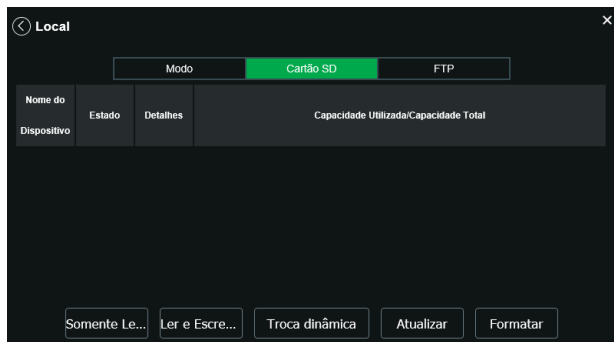 Local
×
Modo Cartão SD FTP
Nome do
Dispositivo
Estado Detalhes Capacidade Utilizada/Capacidade Total
Somente Le... Ler e Escre... Troca dinâmica Atualizar Formatar